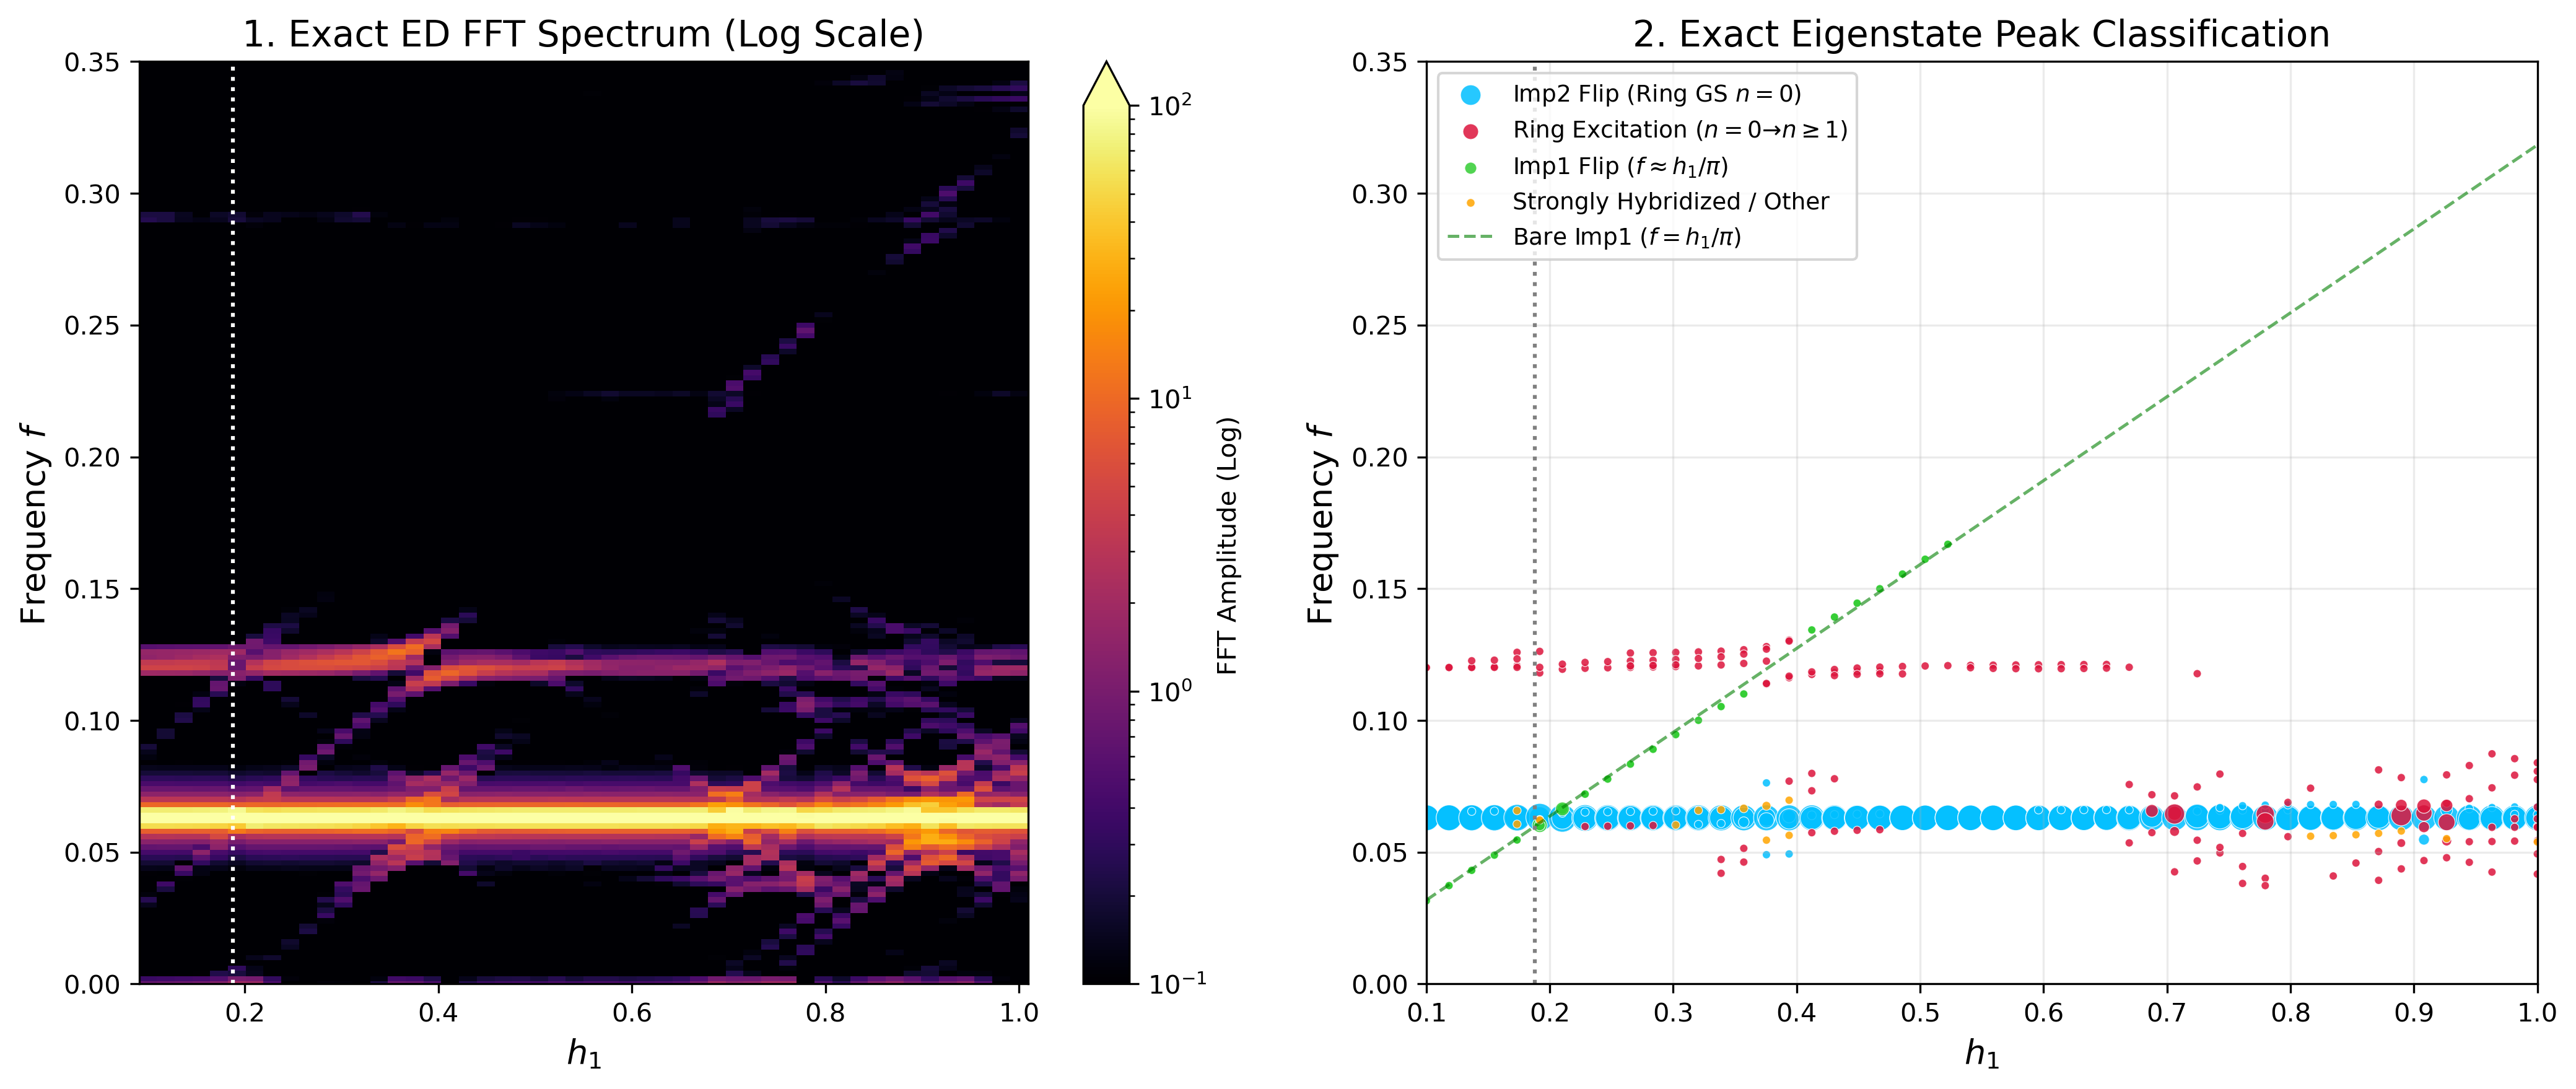 1. Exact ED FFT Spectrum (Log Scale)
Frequency f
0.35
0.30
0.25
0.20
0.15
0.10
0.05
0.00
0.2
0.4
0.6
0.8
1.0
h₁
10²
10¹
10⁰
10⁻¹
FFT Amplitude (Log)
2. Exact Eigenstate Peak Classification
Frequency f
0.35
0.30
0.25
0.20
0.15
0.10
0.05
0.00
Imp2 Flip (Ring GS n = 0)
Ring Excitation (n = 0→n ≥ 1)
Imp1 Flip (f ≈ h₁/π)
Strongly Hybridized / Other
Bare Imp1 (f = h₁/π)
0.1
0.2
0.3
0.4
0.5
0.6
0.7
0.8
0.9
1.0
h₁